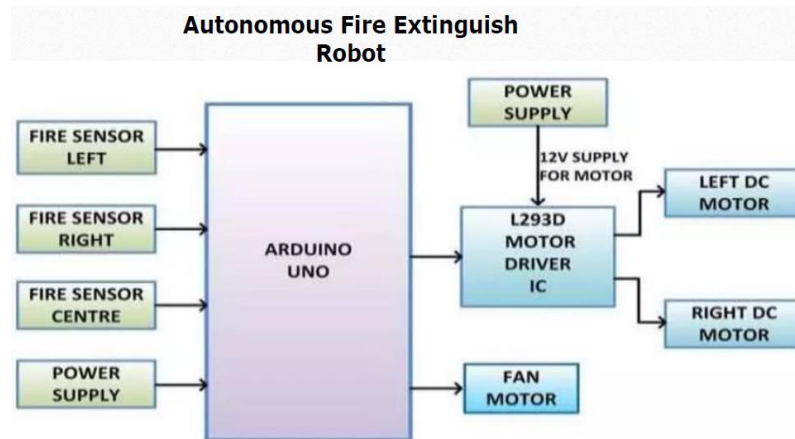 Autonomous Fire Extinguish
Robot
FIRE SENSOR
LEFT
FIRE SENSOR
RIGHT
FIRE SENSOR
CENTRE
POWER
SUPPLY
ARDUINO
UNO
POWER
SUPPLY
12V SUPPLY
FOR MOTOR
L293D
MOTOR
DRIVER
IC
LEFT DC
MOTOR
RIGHT DC
MOTOR
FAN
MOTOR